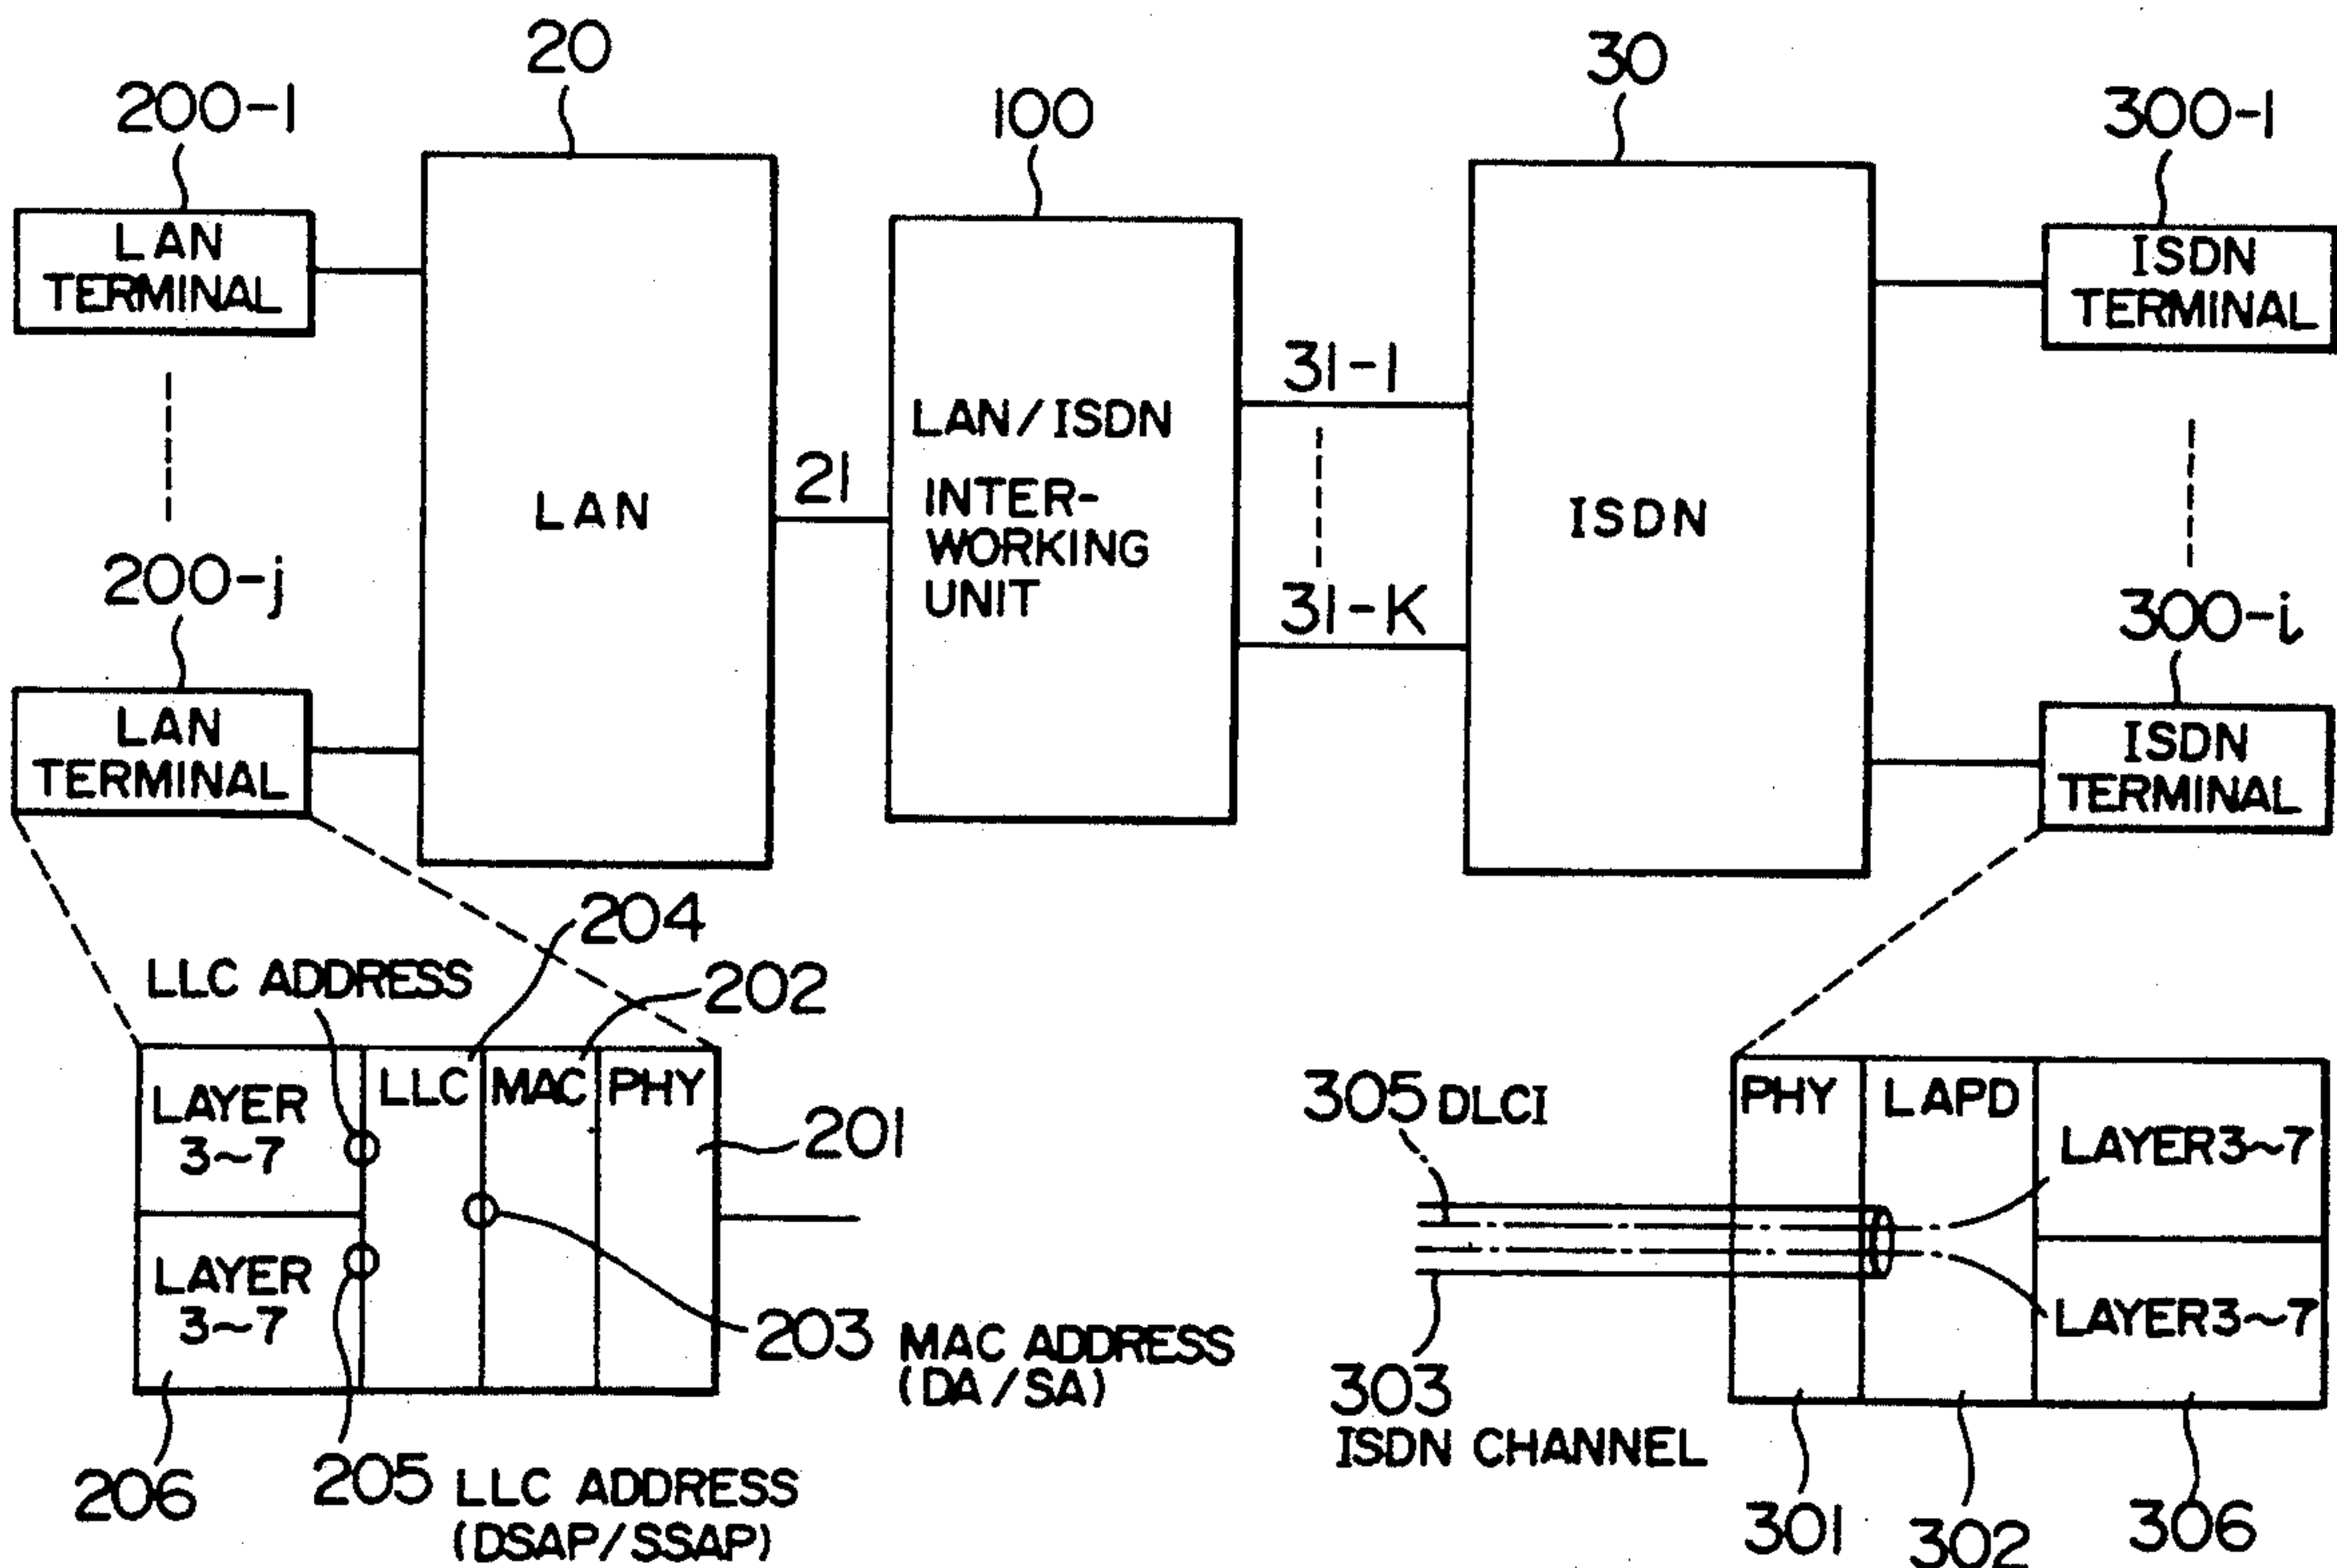 20
30
200-1
100
300-1
LAN
TERMINAL
ISDN
TERMINAL
31-1
LAN/ISDN
21
INTER-
WORKING
UNIT
LAN
ISDN
200-j
31-K
300-i
LAN
TERMINAL
ISDN
TERMINAL
204
LLC ADDRESS
202
LAYER
3~7
LLC
MAC
PHY
201
305 DLCI
PHY
LAPD
LAYER3~7
LAYER
3~7
203 MAC ADDRESS
(DA/SA)
LAYER3~7
303
ISDN CHANNEL
206
205 LLC ADDRESS
(DSAP/SSAP)
301
302
306